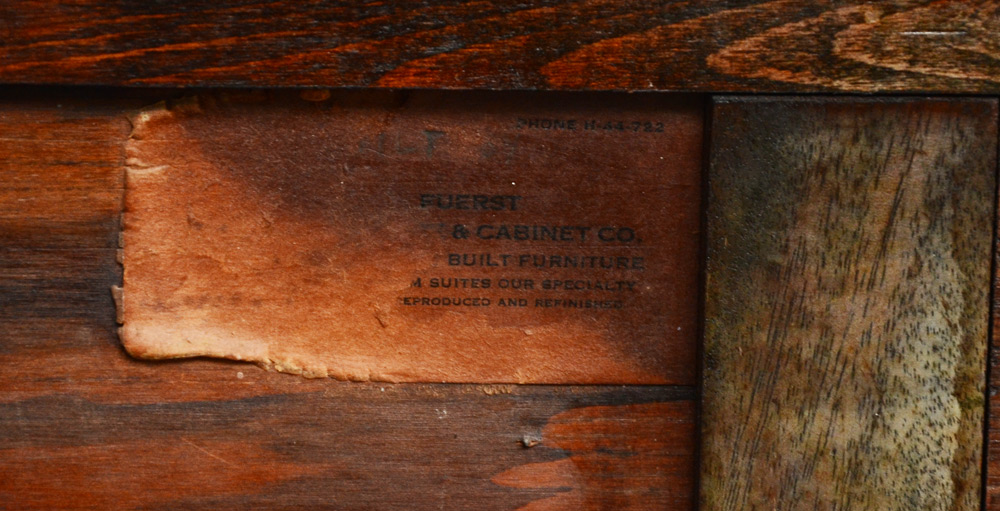 PHONE H-44-792
FUERST
& CABINET CO.
BUILT FURNITURE
M SUITES OUR SPECIALTY
EPRODUCED AND REFINISHED